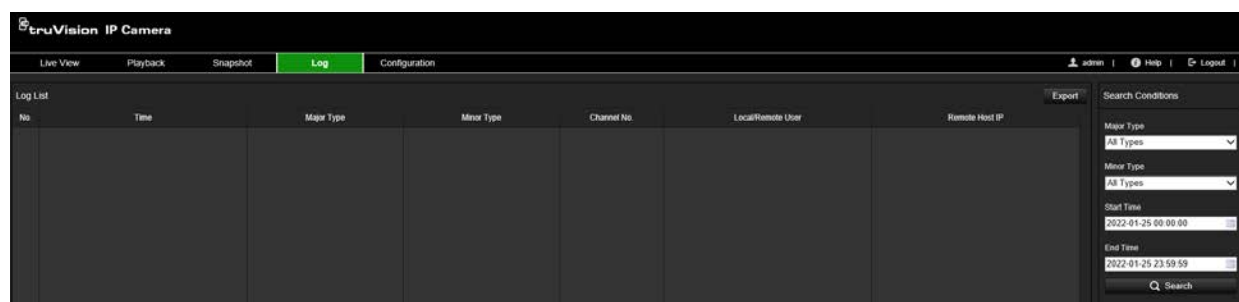 truVision IP Camera
Live View Playback Snapshot Log Configuration admin | Help | Logout |
Log List Export Search Conditions
No. Time Major Type Minor Type Channel No. Local/Remote User Remote Host IP
Major Type
All Types
Minor Type
All Types
Start Time
2022-01-25 00:00:00
End Time
2022-01-25 23:59:59
Search